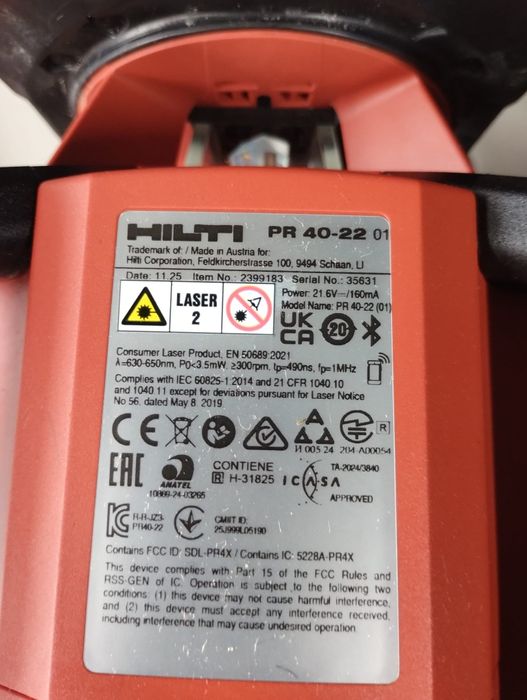 HILTI PR 40-22 01
Trademark of: / Made in Austria for:
Hilti Corporation, Feldkircherstrasse 100, 9494 Schaan, LI
Date: 11.25 Item No.: 2399183 Serial No.: 35631
LASER
2
Power: 21.6V⎓/160mA
Model Name: PR 40-22 (01)
UK
CA
20
Consumer Laser Product, EN 50689:2021
λ=630-650nm, P0<3.5mW, ≥300rpm, tp=490ns, fp=1MHz
Complies with IEC 60825-1:2014 and 21 CFR 1040.10
and 1040.11 except for deviations pursuant to Laser Notice
No 56, dated May 8, 2019
CE
R
И 005 24 204-A00054
EAC
ANATEL
10869-24-03265
CONTIENE
R H-31825
ICASA
TA-2024/3840
APPROVED
R-R-JZ3-
PR40-22
CMIIT ID:
25J999L05190
Contains FCC ID: SDL-PR4X / Contains IC: 5228A-PR4X
This device complies with Part 15 of the FCC Rules and
RSS-GEN of IC. Operation is subject to the following two
conditions: (1) this device may not cause harmful interference,
and (2) this device must accept any interference received,
including interference that may cause undesired operation.